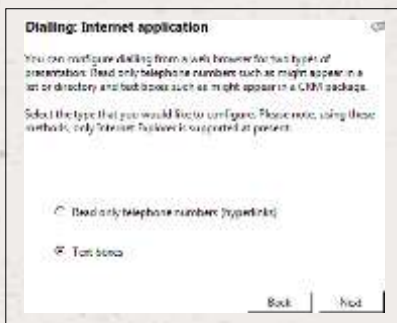 Dialling: Internet application
You can configure dialling from a web browser for two types of
presentation: Read only telephone numbers such as might appear in a
list or directory and text boxes such as might appear in a CRM package.
Select the type that you would like to configure. Please note, using these
methods, only Internet Explorer is supported at present.
Read only telephone numbers (hyperlinks)
Text boxes
Back Next